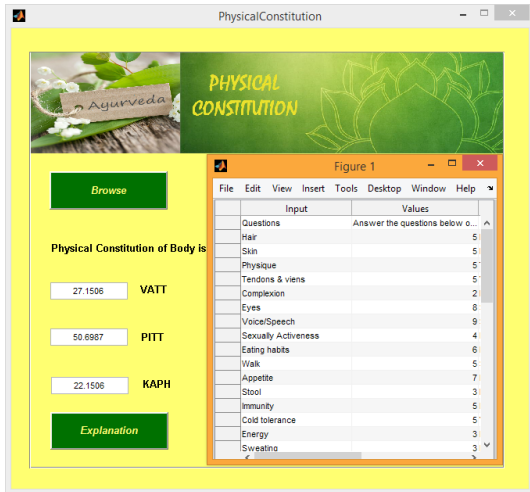 PhysicalConstitution
Ayurveda
PHYSICAL
CONSTITUTION
Browse
Physical Constitution of Body is
27.1506 VATT
50.6987 PITT
22.1506 KAPH
Explanation
Figure 1
File Edit View Insert Tools Desktop Window Help
Input Values
Questions Answer the questions below o...
Hair 5
Skin 5
Physique 5
Tendons & viens 5
Complexion 2
Eyes 8
Voice/Speech 9
Sexually Activeness 4
Eating habits 6
Walk 5
Appetite 7
Stool 3
Immunity 5
Cold tolerance 5
Energy 3
Sweating 3